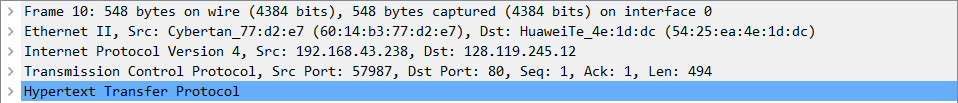 Frame 10: 548 bytes on wire (4384 bits), 548 bytes captured (4384 bits) on interface 0
Ethernet II, Src: Cybertan_77:d2:e7 (60:14:b3:77:d2:e7), Dst: HuaweiTe_4e:1d:dc (54:25:ea:4e:1d:dc)
Internet Protocol Version 4, Src: 192.168.43.238, Dst: 128.119.245.12
Transmission Control Protocol, Src Port: 57987, Dst Port: 80, Seq: 1, Ack: 1, Len: 494
Hypertext Transfer Protocol